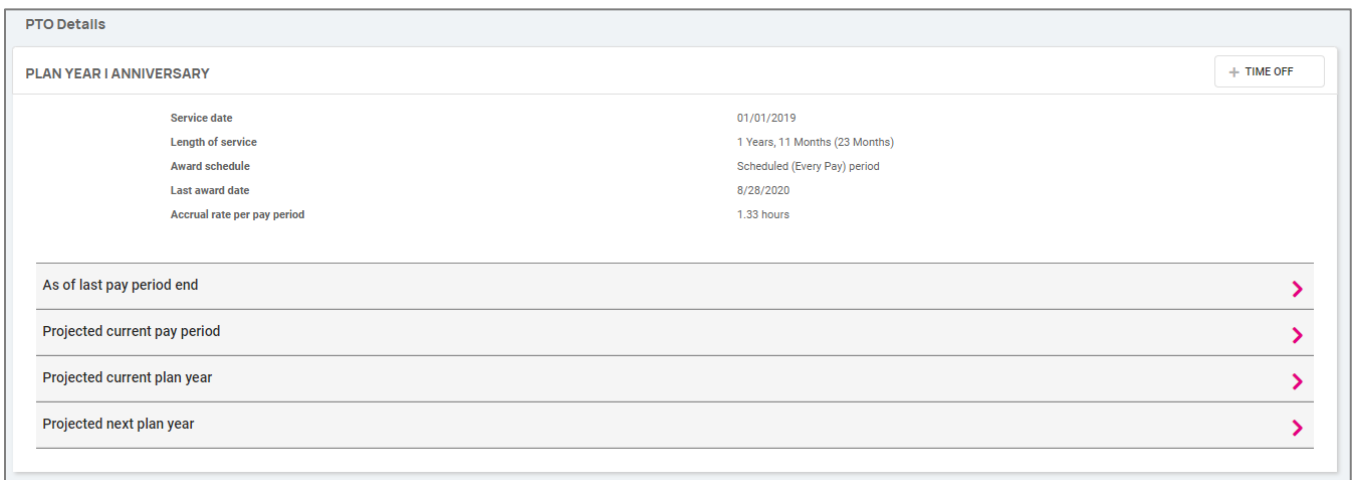 PTO Details
PLAN YEAR I ANNIVERSARY
+ TIME OFF
Service date 01/01/2019
Length of service 1 Years, 11 Months (23 Months)
Award schedule Scheduled (Every Pay) period
Last award date 8/28/2020
Accrual rate per pay period 1.33 hours
As of last pay period end
Projected current pay period
Projected current plan year
Projected next plan year